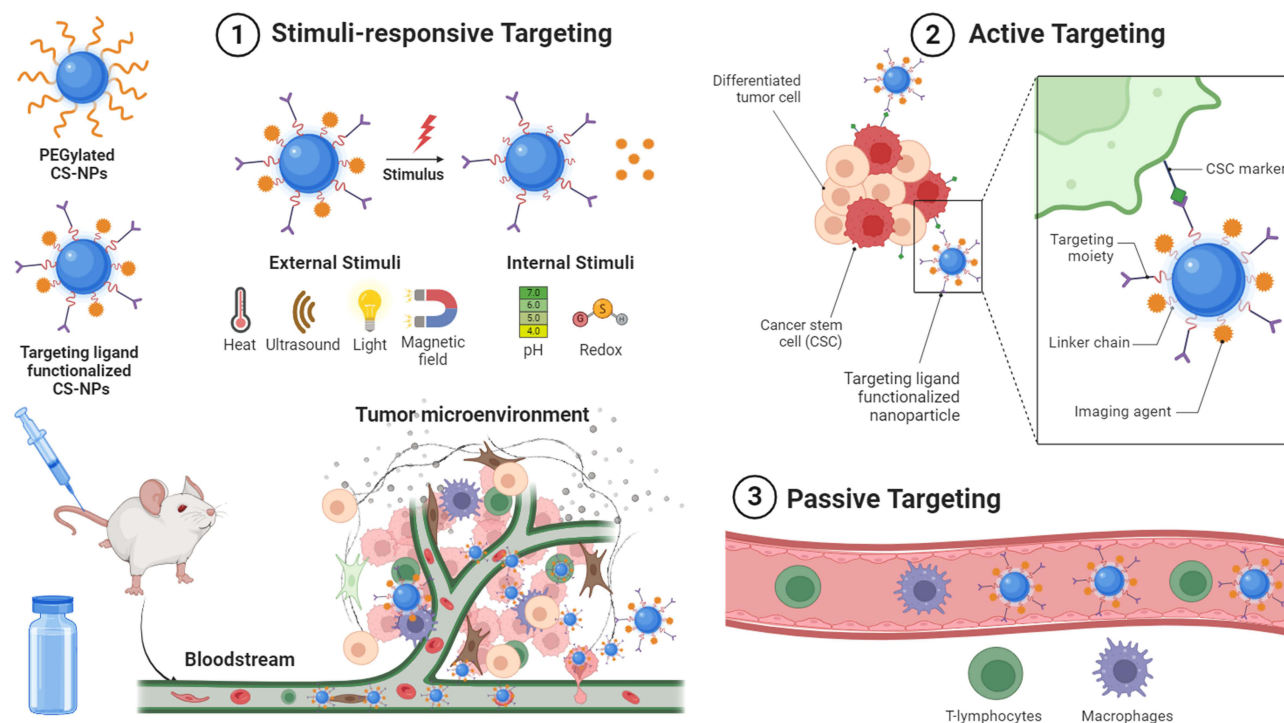 1 Stimuli-responsive Targeting
PEGylated
CS-NPs
Targeting ligand
functionalized
CS-NPs
Stimulus
External Stimuli
Heat
Ultrasound
Light
Magnetic
field
Internal Stimuli
7.0
6.0
5.0
4.0
pH
G
S
H
Redox
2 Active Targeting
Differentiated
tumor cell
Cancer stem
cell (CSC)
Targeting ligand
functionalized
nanoparticle
CSC marker
Targeting
moiety
Linker chain
Imaging agent
Tumor microenvironment
Bloodstream
3 Passive Targeting
T-lymphocytes
Macrophages